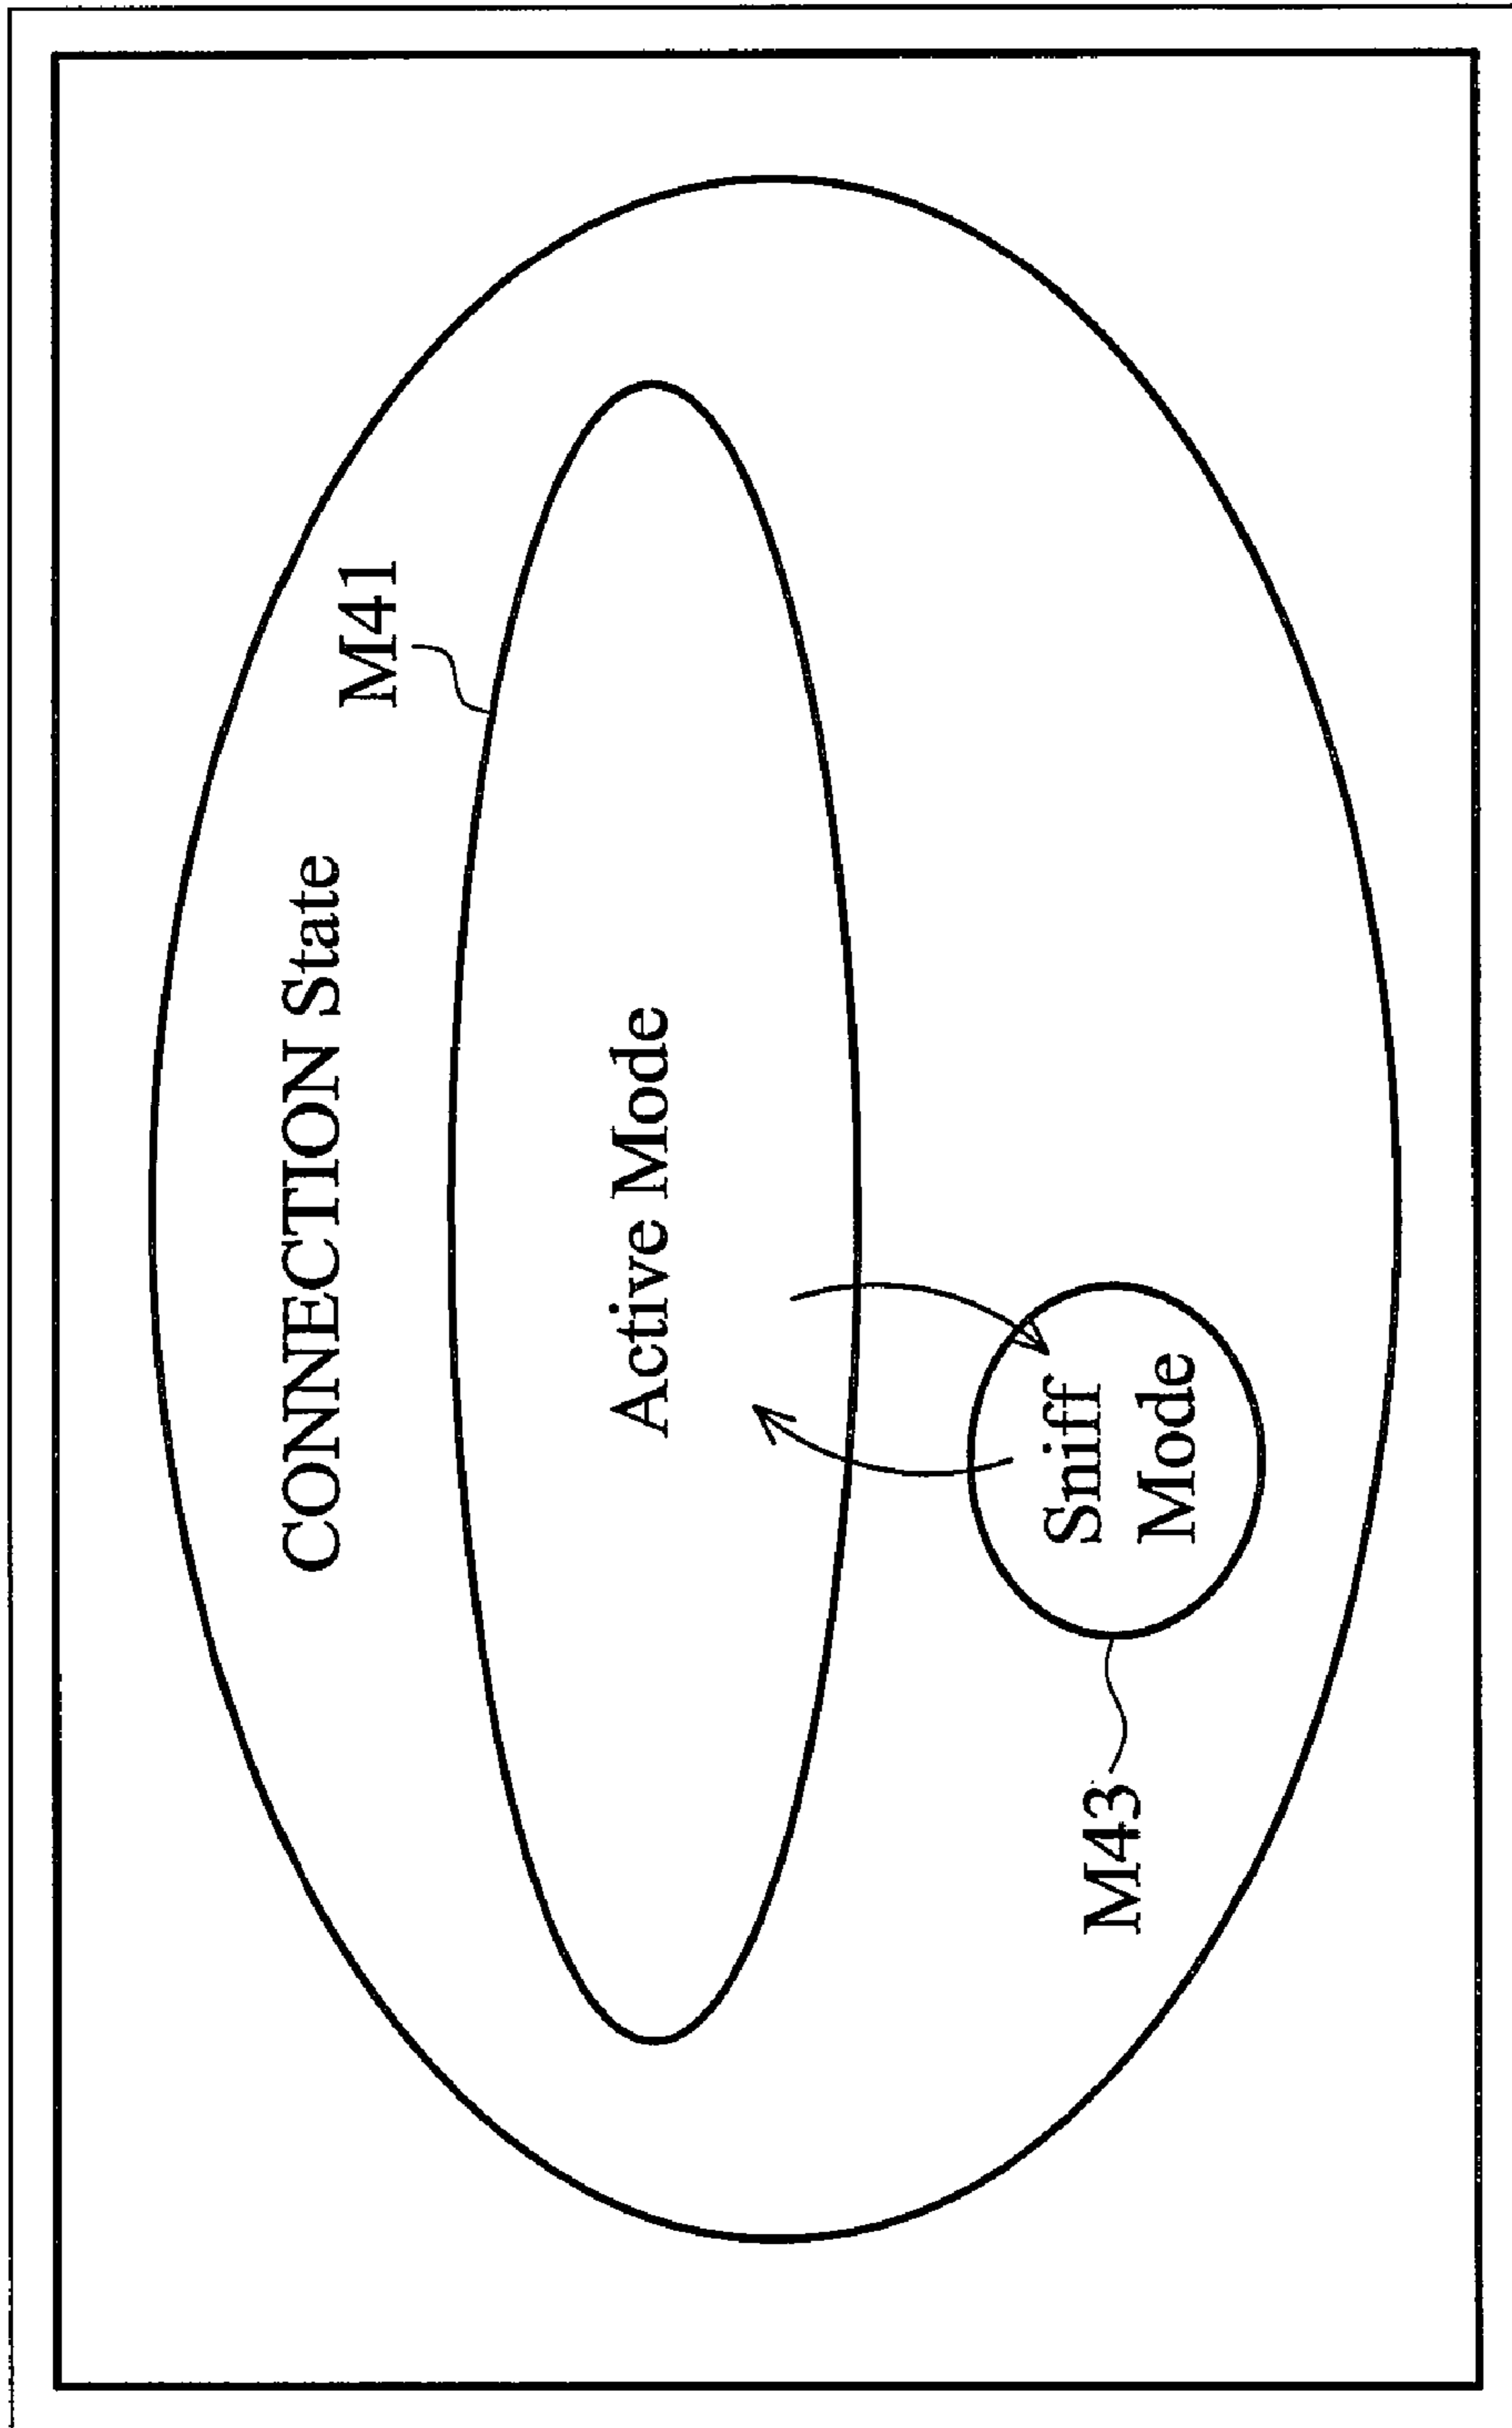 CONNECTION State
M41
Active Mode
Sniff
Mode
M43